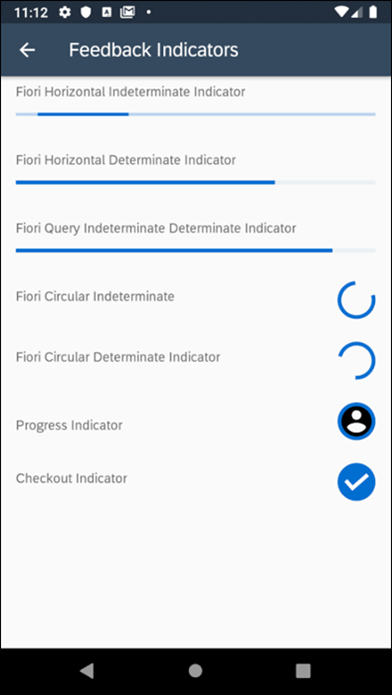 11:12
Feedback Indicators
Fiori Horizontal Indeterminate Indicator
Fiori Horizontal Determinate Indicator
Fiori Query Indeterminate Determinate Indicator
Fiori Circular Indeterminate
Fiori Circular Determinate Indicator
Progress Indicator
Checkout Indicator